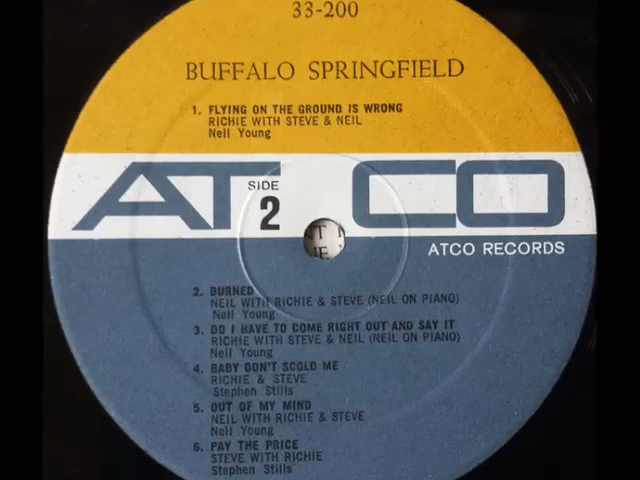 33-200
BUFFALO SPRINGFIELD
1. FLYING ON THE GROUND IS WRONG
RICHIE WITH STEVE & NEIL
Neil Young
ATCO
SIDE
2
ATCO RECORDS
2. BURNED
NEIL WITH RICHIE & STEVE (NEIL ON PIANO)
Neil Young
3. DO I HAVE TO COME RIGHT OUT AND SAY IT
RICHIE WITH STEVE & NEIL (NEIL ON PIANO)
Neil Young
4. BABY DON'T SCOLD ME
RICHIE & STEVE
Stephen Stills
5. OUT OF MY MIND
NEIL WITH RICHIE & STEVE
Neil Young
6. PAY THE PRICE
STEVE WITH RICHIE
Stephen Stills